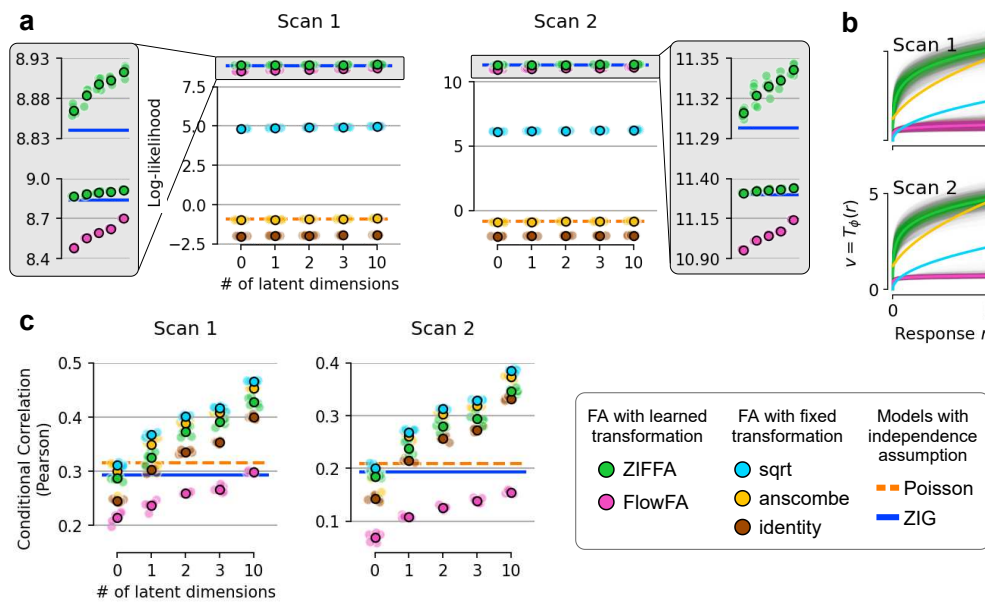 a
Scan 1
Scan 2
8.93
8.88
8.83
9.0
8.7
8.4
Log-likelihood
7.5
5.0
0.0
−2.5
0 1 2 3 10
# of latent dimensions
10
5
0
0 1 2 3 10
11.35
11.32
11.29
11.40
11.15
10.90
b
Scan 1
Scan 2
5
0
v = Tϕ(r)
0
Response r
c
Scan 1
Scan 2
Conditional Correlation
(Pearson)
0.5
0.4
0.3
0.2
0 1 2 3 10
# of latent dimensions
0.3
0.2
0.1
0 1 2 3 10
FA with learned
transformation
ZIFFA
FlowFA
FA with fixed
transformation
sqrt
anscombe
identity
Models with
independence
assumption
Poisson
ZIG